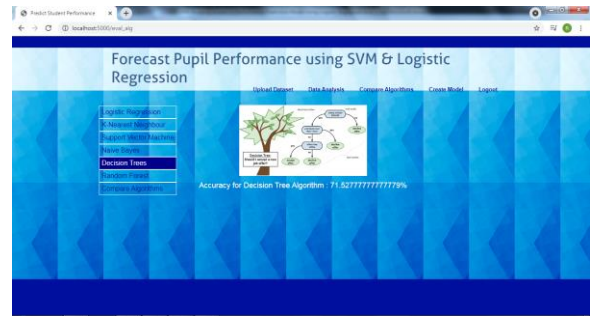 Predict Student Performance
localhost:5000/eval_alg
Forecast Pupil Performance using SVM & Logistic
Regression
Upload Dataset Data Analysis Compare Algorithms Create Model Logout
Logistic Regression
K-Nearest Neighbour
Support Vector Machine
Naive Bayes
Decision Trees
Random Forest
Compare Algorithms
Accuracy for Decision Tree Algorithm : 71.52777777777779%